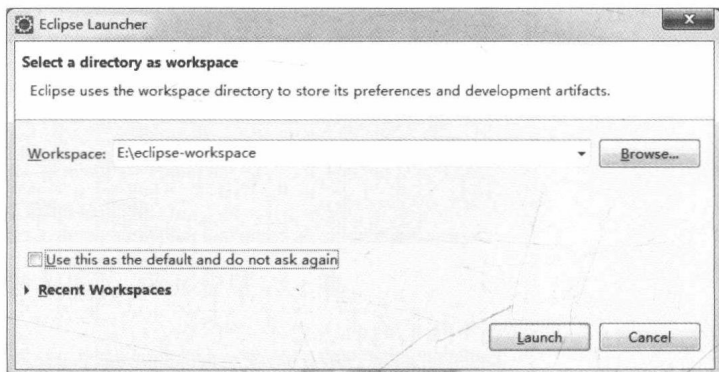 Eclipse Launcher
Select a directory as workspace
Eclipse uses the workspace directory to store its preferences and development artifacts.
Workspace: E:\eclipse-workspace Browse...
Use this as the default and do not ask again
Recent Workspaces
Launch Cancel